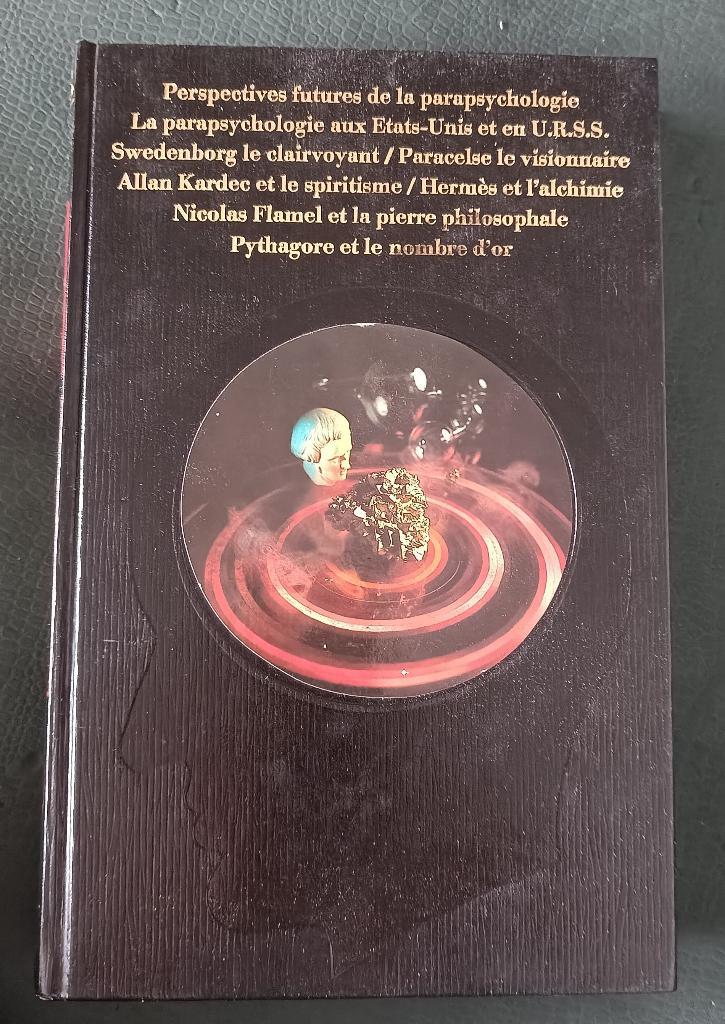 Perspectives futures de la parapsychologie
La parapsychologie aux Etats-Unis et en U.R.S.S.
Swedenborg le clairvoyant / Paracelse le visionnaire
Allan Kardec et le spiritisme / Hermès et l'alchimie
Nicolas Flamel et la pierre philosophale
Pythagore et le nombre d'or